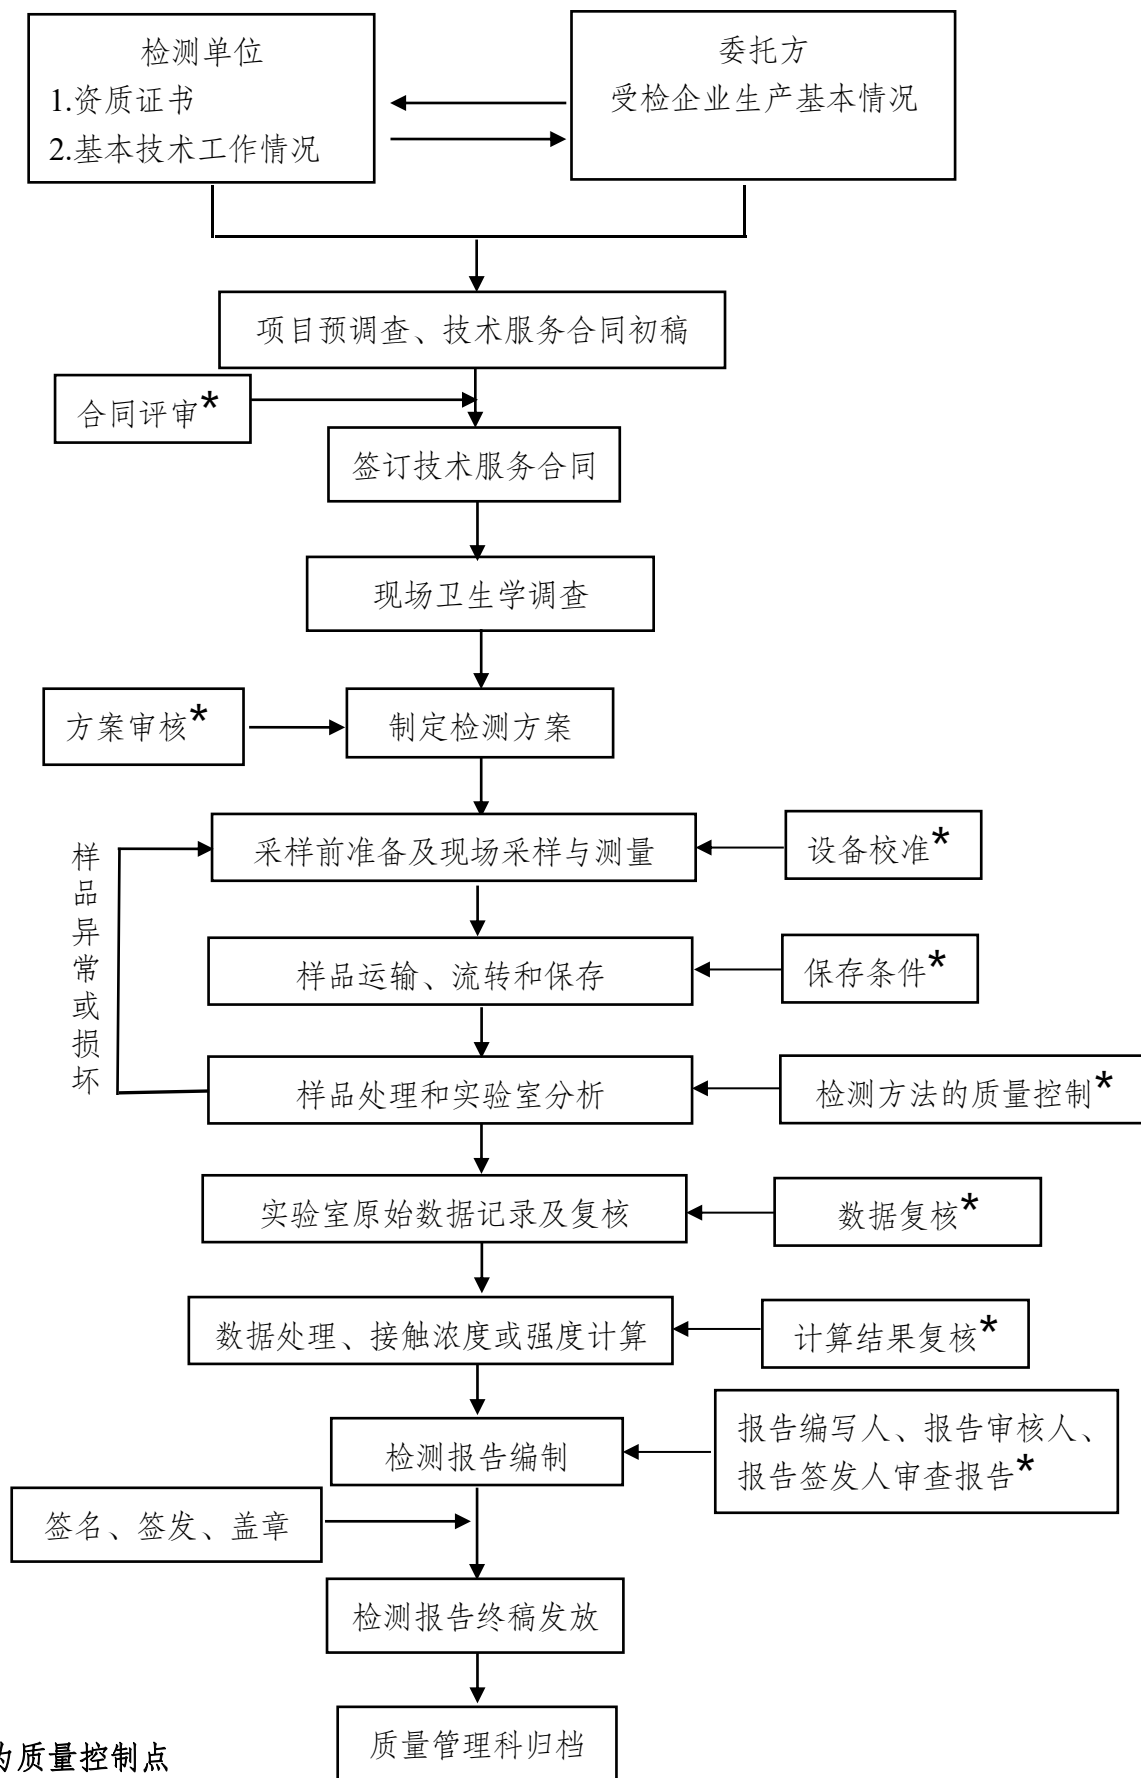 检测单位
1.资质证书
2.基本技术工作情况
委托方
受检企业生产基本情况
项目预调查、技术服务合同初稿
合同评审*
签订技术服务合同
现场卫生学调查
方案审核*
制定检测方案
样品异常或损坏
采样前准备及现场采样与测量
设备校准*
样品运输、流转和保存
保存条件*
样品处理和实验室分析
检测方法的质量控制*
实验室原始数据记录及复核
数据复核*
数据处理、接触浓度或强度计算
计算结果复核*
检测报告编制
报告编写人、报告审核人、
报告签发人审查报告*
签名、签发、盖章
检测报告终稿发放
质量管理科归档
为质量控制点